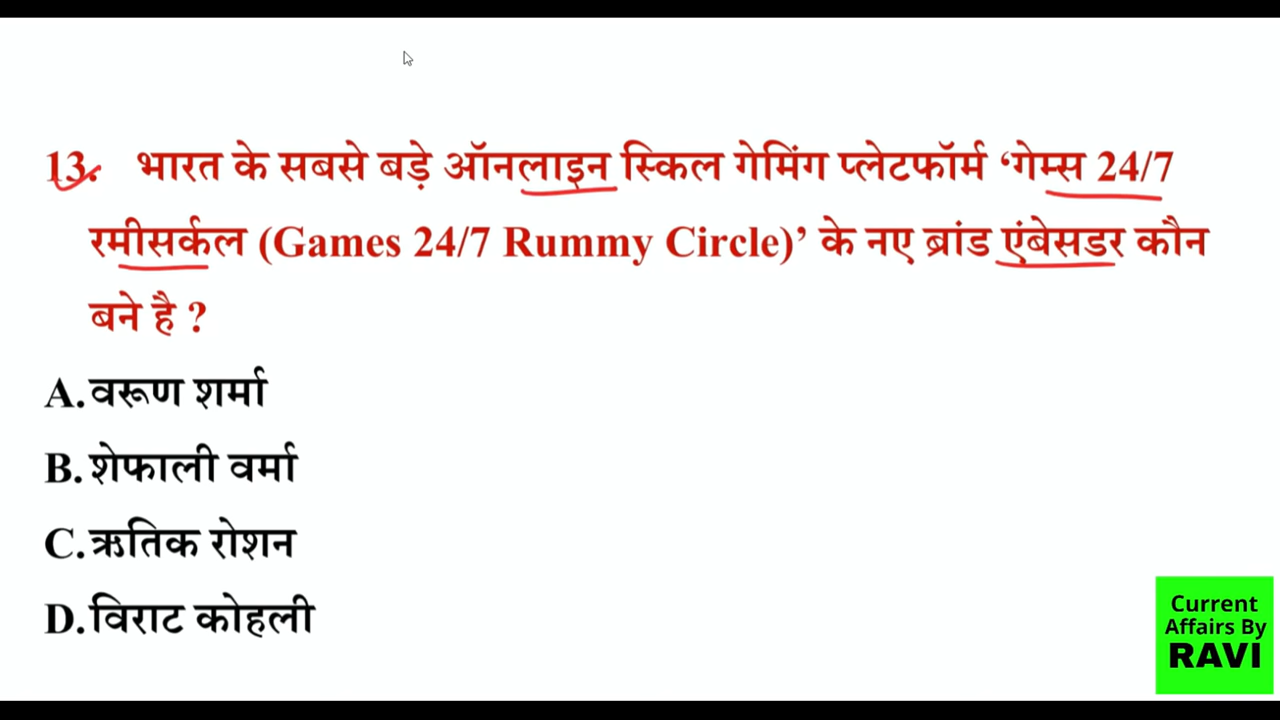 13. भारत के सबसे बड़े ऑनलाइन स्किल गेमिंग प्लेटफॉर्म ‘गेम्स 24/7
रमीसर्कल (Games 24/7 Rummy Circle)’ के नए ब्रांड एंबेसडर कौन
बने है ?
A. वरूण शर्मा
B. शेफाली वर्मा
C. ऋतिक रोशन
D. विराट कोहली
Current
Affairs By
RAVI